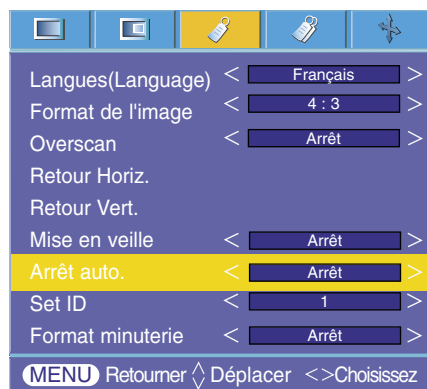 Langues(Language) < Français >
Format de l'image < 4 : 3 >
Overscan < Arrêt >
Retour Horiz.
Retour Vert.
Mise en veille < Arrêt >
Arrêt auto. < Arrêt >
Set ID < 1 >
Format minuterie < Arrêt >
MENU Retourner Déplacer <>Choisissez